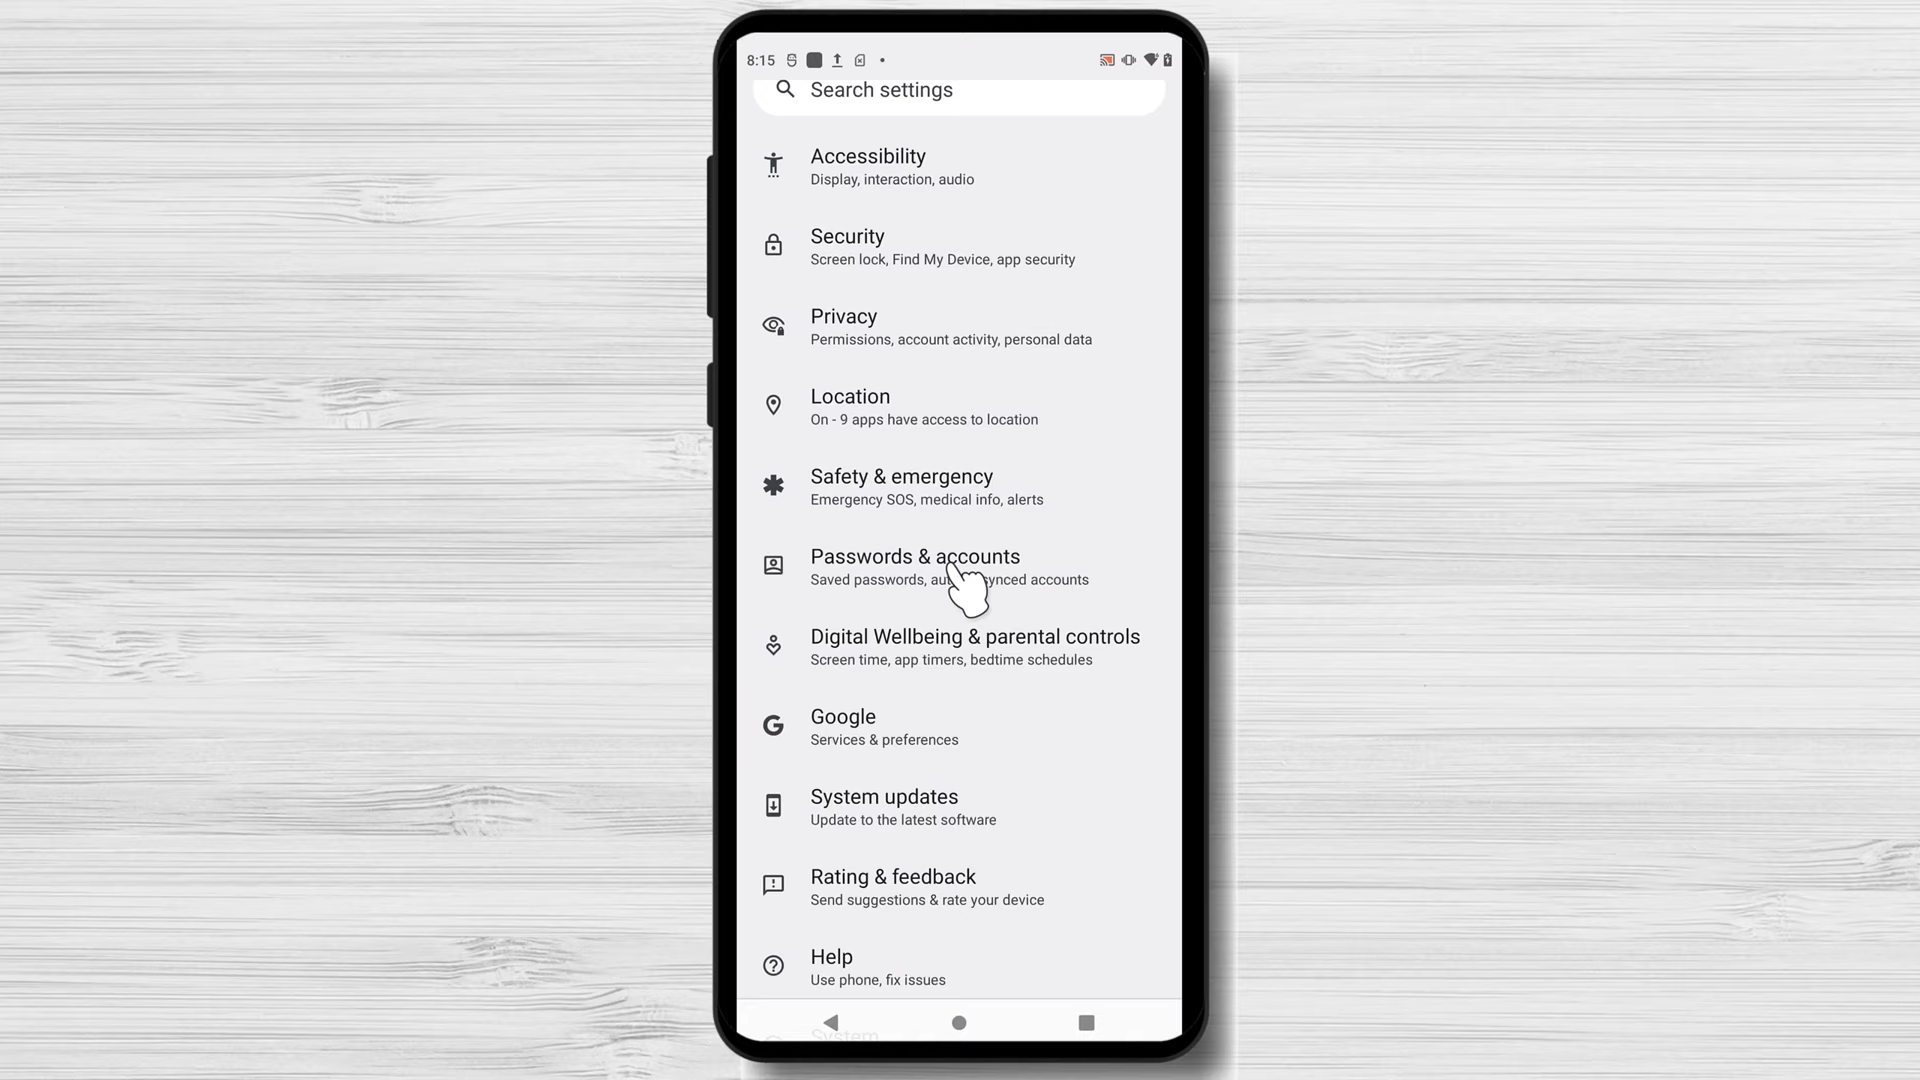 8:15
Search settings
Accessibility
Display, interaction, audio
Security
Screen lock, Find My Device, app security
Privacy
Permissions, account activity, personal data
Location
On - 9 apps have access to location
Safety & emergency
Emergency SOS, medical info, alerts
Passwords & accounts
Saved passwords, synced accounts
Digital Wellbeing & parental controls
Screen time, app timers, bedtime schedules
Google
Services & preferences
System updates
Update to the latest software
Rating & feedback
Send suggestions & rate your device
Help
Use phone, fix issues
System